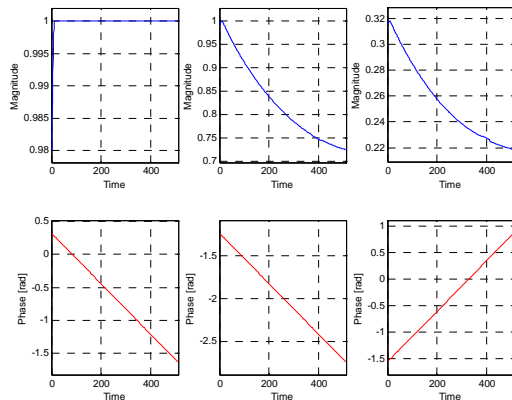 Magnitude
1
0.995
0.99
0.985
0.98
0 200 400
Time
Magnitude
1
0.95
0.9
0.85
0.8
0.75
0.7
0 200 400
Time
Magnitude
0.32
0.3
0.28
0.26
0.24
0.22
0 200 400
Time
Phase [rad]
0.5
0
-0.5
-1
-1.5
0 200 400
Time
Phase [rad]
-1.5
-2
-2.5
0 200 400
Time
Phase [rad]
1
0.5
0
-0.5
-1
-1.5
0 200 400
Time